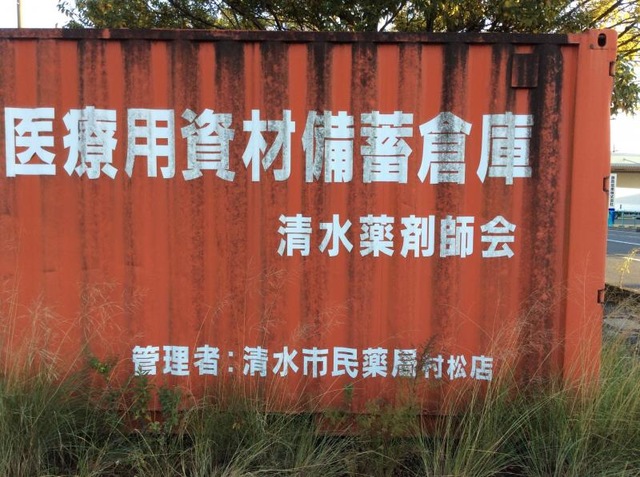 医療用資材備蓄倉庫
清水薬剤師会
管理者：清水市民薬局村松店